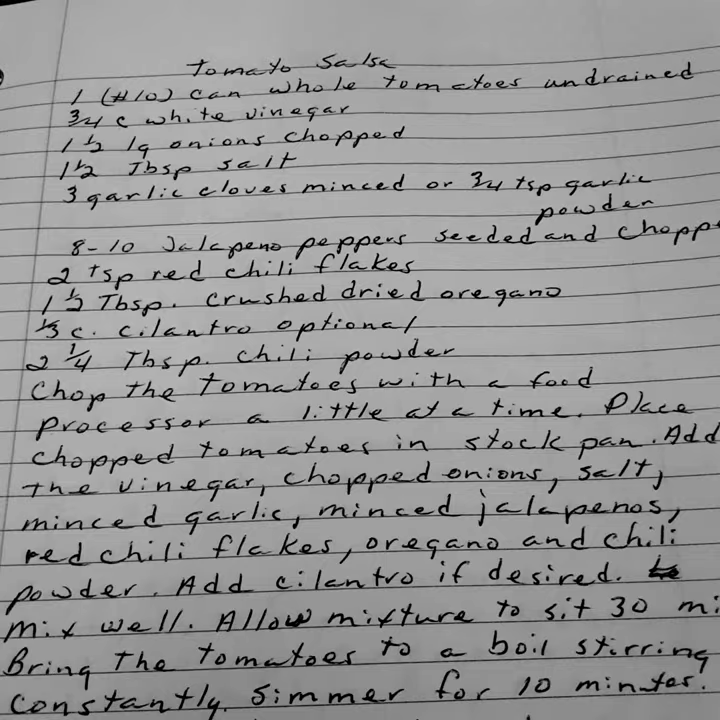 Tomato Salsa
1 (#10) can whole tomatoes undrained
3/4 c white vinegar
1 1/2 lg onions chopped
1 1/2 Tbsp salt
3 garlic cloves minced or 3/4 tsp garlic
powder
8-10 Jalapeno peppers seeded and chopp
2 tsp red chili flakes
1 1/2 Tbsp. crushed dried oregano
1/3 c. cilantro optional
2 1/4 Tbsp. chili powder
Chop the tomatoes with a food
processor a little at a time. Place
chopped tomatoes in stock pan. Add
the vinegar, chopped onions, salt,
minced garlic, minced jalapenos,
red chili flakes, oregano and chili
powder. Add cilantro if desired.
Mix well. Allow mixture to sit 30 mi
Bring the tomatoes to a boil stirring
constantly. Simmer for 10 minutes.